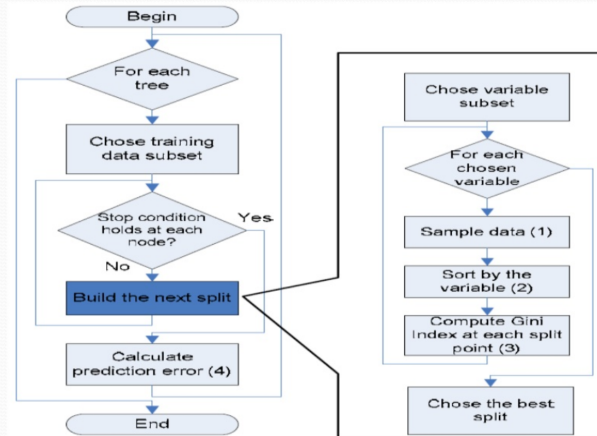 Begin
For each
tree
Chose training
data subset
Stop condition
holds at each
node?
Yes
No
Build the next split
Calculate
prediction error (4)
End
Chose variable
subset
For each
chosen
variable
Sample data (1)
Sort by the
variable (2)
Compute Gini
Index at each split
point (3)
Chose the best
split